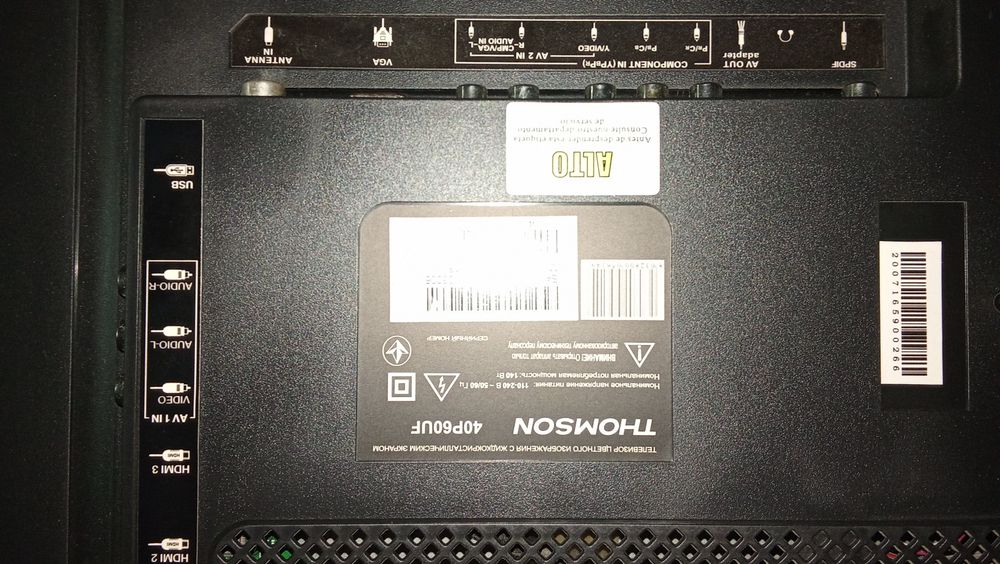 ТЕЛЕВИЗОР ЦВЕТНОГО ИЗОБРАЖЕНИЯ С ЖИДКОКРИСТАЛЛИЧЕСКИМ ЭКРАНОМ
THOMSON 40P60UF
Номинальное напряжение питания: 110-240 В ~ 50/60 Гц
Номинальная потребляемая мощность: 140 Вт
ВНИМАНИЕ! Открывать аппарат только
авторизованному техническому персоналу
СЕРИЙНЫЙ НОМЕР
ALTO
Antes de desprender esta etiqueta
Consulte nuestro departamento
de servicio
2007165900266
HDMI 2
HDMI 3
AV 1 IN
VIDEO
AUDIO-L
AUDIO-R
USB
SPDIF
AV OUT
adapter
COMPONENT IN (YPBPR)
PR/CR
PB/CB
Y/VIDEO
AV 2 IN
R- CMP/VGA-L
AUDIO IN
VGA
ANTENNA
IN